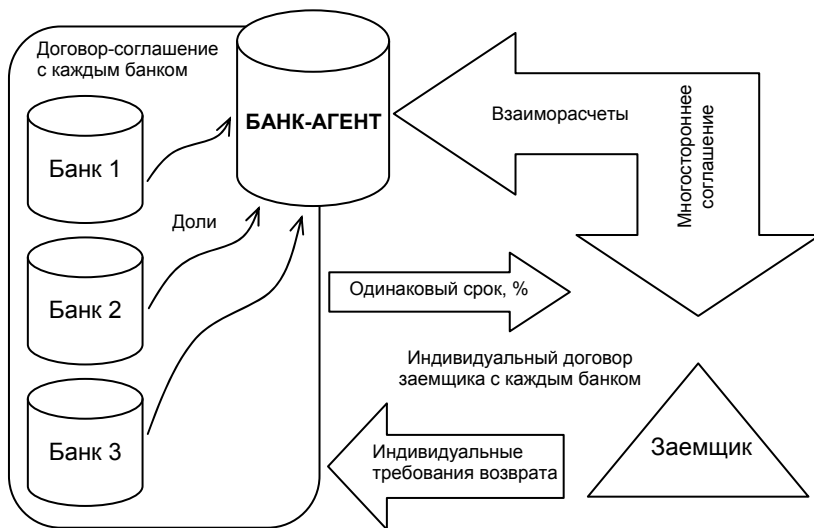 Договор-соглашение
с каждым банком
БАНК-АГЕНТ
Банк 1
Взаиморасчеты
Многостороннее
соглашение
Доли
Банк 2
Одинаковый срок, %
Индивидуальный договор
заемщика с каждым банком
Банк 3
Индивидуальные
требования возврата
Заемщик